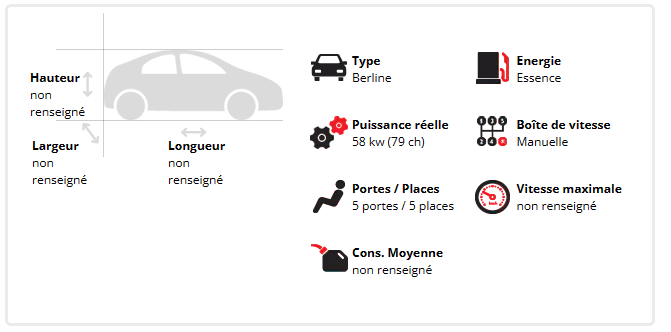 Hauteur
non
renseigné
Largeur
non
renseigné
Longueur
non
renseigné
Type
Berline
Energie
Essence
Puissance réelle
58 kw (79 ch)
Boîte de vitesse
Manuelle
Portes / Places
5 portes / 5 places
Vitesse maximale
non renseigné
Cons. Moyenne
non renseigné